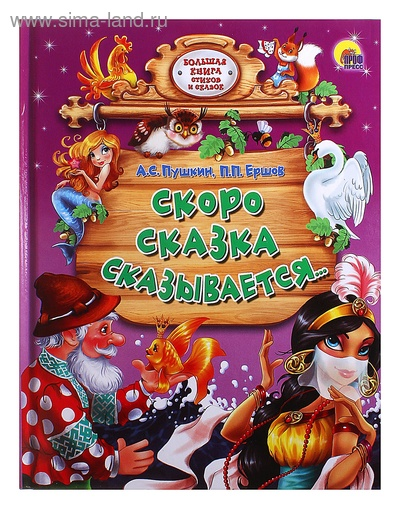 www.sima-land.ru
БОЛЬШАЯ
КНИГА
СТИХОВ
И СКАЗОК
ПРОФ
ПРЕСС
А.С. Пушкин, П.П. Ершов
СКОРО
СКАЗКА
СКАЗЫВАЕТСЯ...